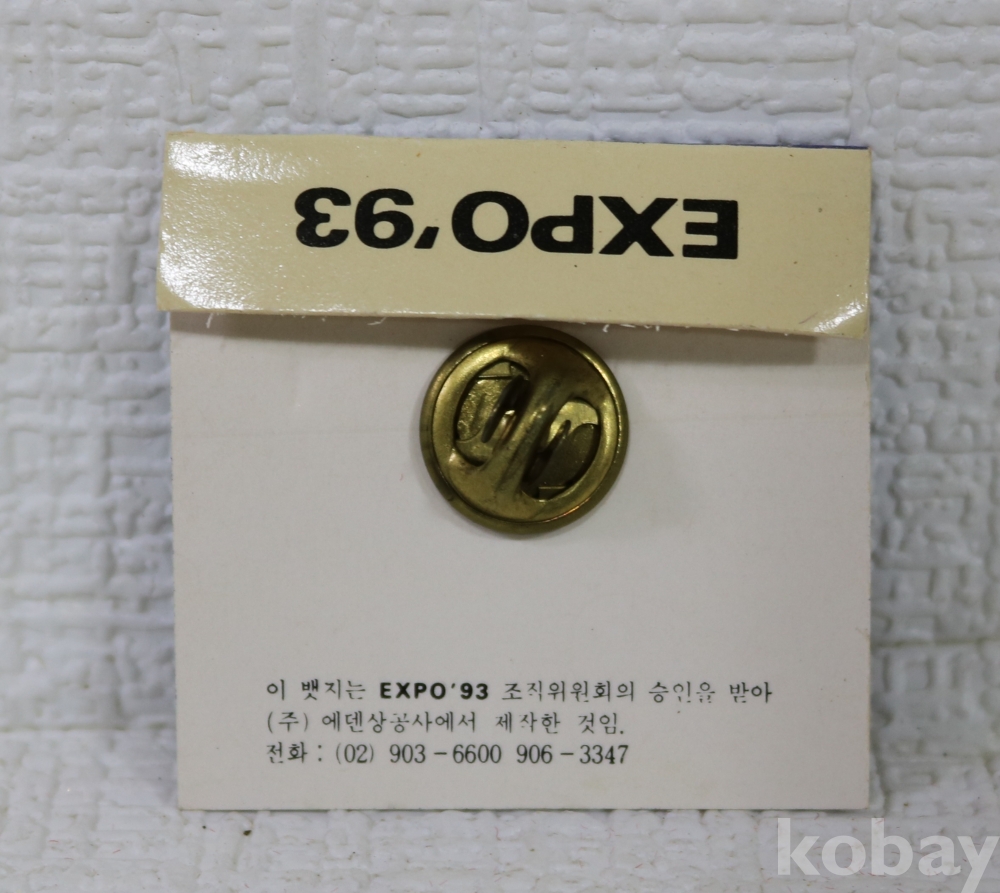 EXPO'93
이 뱃지는 EXPO'93 조직위원회의 승인을 받아
(주) 에덴상공사에서 제작한 것임.
전화 : (02) 903-6600 906-3347
kobay